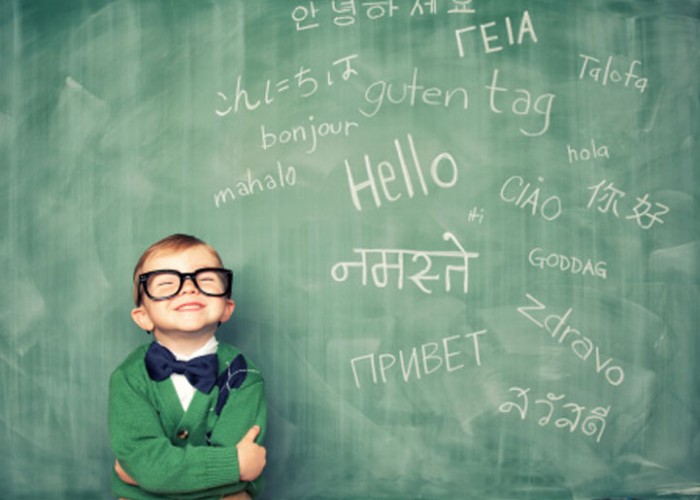 안녕하세요
ΓΕΙΑ
Talofa
こんにちは
guten tag
bonjour
hola
Hello
mahalo
CIAO
你好
Hi
नमस्ते
GODDAG
Zdravo
ПРИВЕТ
สวัสดี